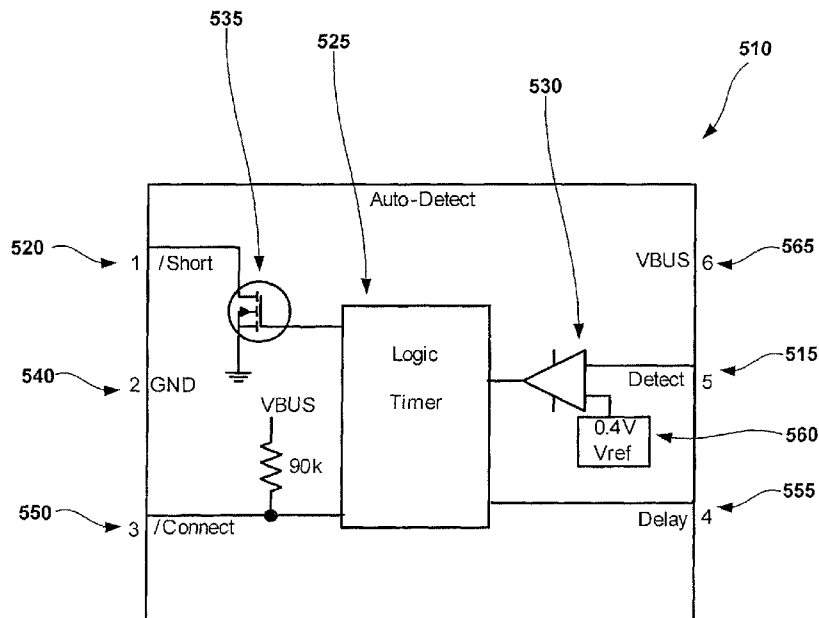 535
525
510
530
Auto-Detect
520
1
/Short
VBUS
6
565
Logic
Timer
540
2
GND
Detect
5
515
VBUS
0.4V
Vref
560
90k
550
3
/Connect
Delay
4
555